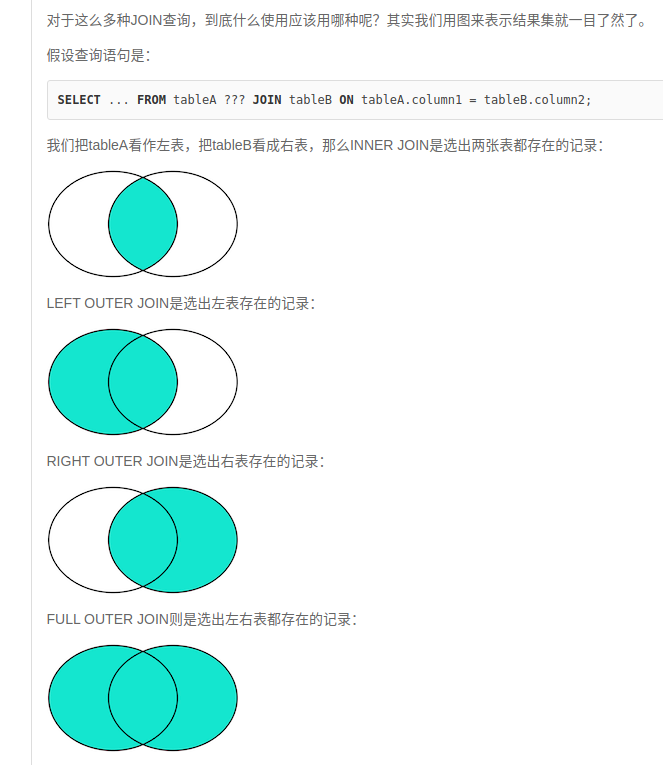 对于这么多种JOIN查询，到底什么使用应该用哪种呢？其实我们用图来表示结果集就一目了然了。
假设查询语句是：
SELECT ... FROM tableA ??? JOIN tableB ON tableA.column1 = tableB.column2;
我们把tableA看作左表，把tableB看成右表，那么INNER JOIN是选出两张表都存在的记录：
LEFT OUTER JOIN是选出左表存在的记录：
RIGHT OUTER JOIN是选出右表存在的记录：
FULL OUTER JOIN则是选出左右表都存在的记录：